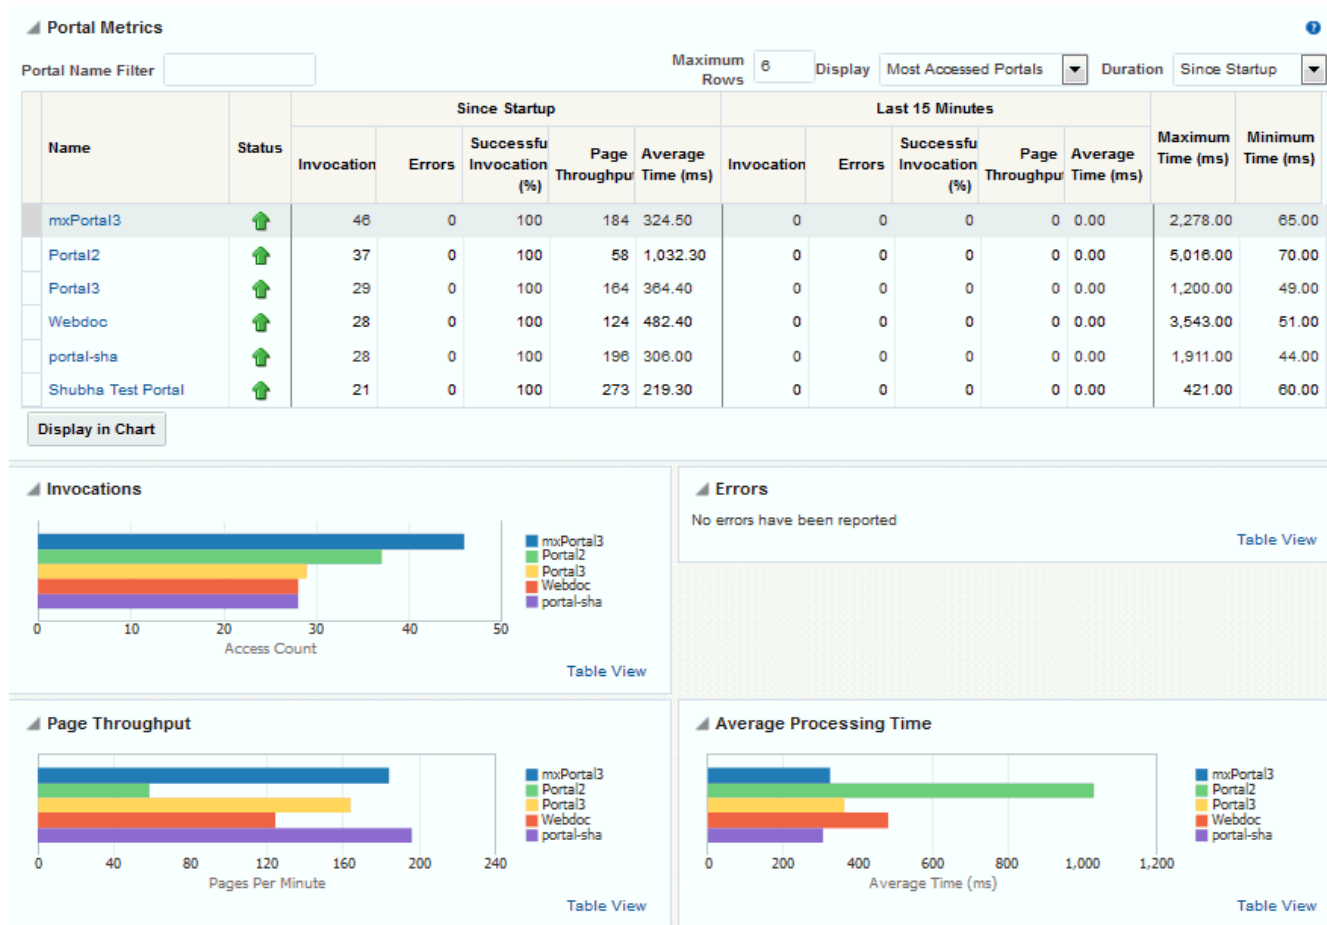 Portal Metrics
Portal Name Filter
Maximum Rows 6 Display Most Accessed Portals Duration Since Startup
Name Status Since Startup Last 15 Minutes Maximum Time (ms) Minimum Time (ms)
Invocation Errors Successfu Invocation (%) Page Throughput Average Time (ms) Invocation Errors Successfu Invocation (%) Page Throughput Average Time (ms)
mxPortal3 46 0 100 184 324.50 0 0 0 0 0.00 2,278.00 65.00
Portal2 37 0 100 58 1,032.30 0 0 0 0 0.00 5,016.00 70.00
Portal3 29 0 100 164 364.40 0 0 0 0 0.00 1,200.00 49.00
Webdoc 28 0 100 124 482.40 0 0 0 0 0.00 3,543.00 51.00
portal-sha 28 0 100 196 306.00 0 0 0 0 0.00 1,911.00 44.00
Shubha Test Portal 21 0 100 273 219.30 0 0 0 0 0.00 421.00 60.00
Display in Chart
Invocations
mxPortal3
Portal2
Portal3
Webdoc
portal-sha
0 10 20 30 40 50
Access Count
Table View
Errors
No errors have been reported
Table View
Page Throughput
mxPortal3
Portal2
Portal3
Webdoc
portal-sha
0 40 80 120 160 200 240
Pages Per Minute
Table View
Average Processing Time
mxPortal3
Portal2
Portal3
Webdoc
portal-sha
0 200 400 600 800 1,000 1,200
Average Time (ms)
Table View